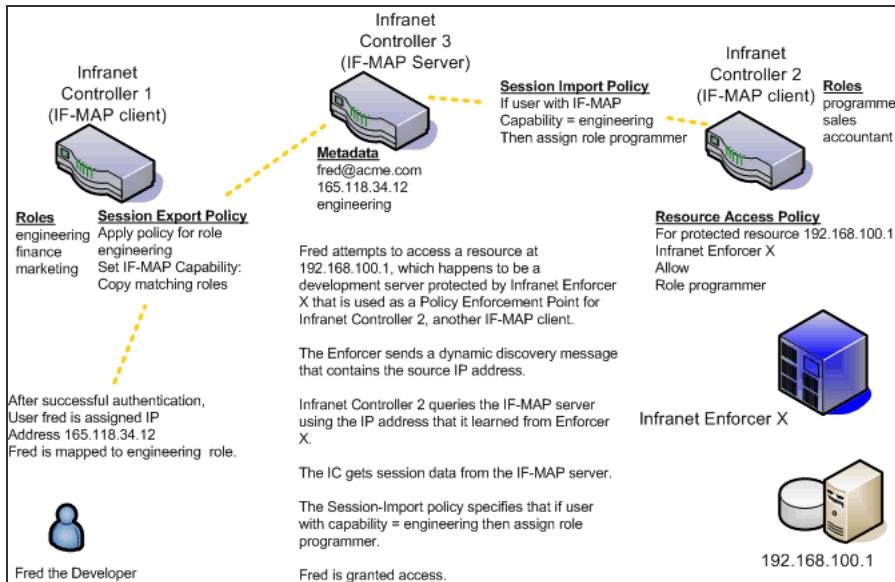 Infranet
Controller 1
(IF-MAP client)
Roles
engineering
finance
marketing
Session Export Policy
Apply policy for role
engineering
Set IF-MAP Capability:
Copy matching roles
After successful authentication,
User fred is assigned IP
Address 165.118.34.12
Fred is mapped to engineering role.
Fred the Developer
Infranet
Controller 3
(IF-MAP Server)
Metadata
fred@acme.com
165.118.34.12
engineering
Session Import Policy
If user with IF-MAP
Capability = engineering
Then assign role programmer
Fred attempts to access a resource at
192.168.100.1, which happens to be a
development server protected by Infranet Enforcer
X that is used as a Policy Enforcement Point for
Infranet Controller 2, another IF-MAP client.
The Enforcer sends a dynamic discovery message
that contains the source IP address.
Infranet Controller 2 queries the IF-MAP server
using the IP address that it learned from Enforcer
X.
The IC gets session data from the IF-MAP server.
The Session-Import policy specifies that if user
with capability = engineering then assign role
programmer.
Fred is granted access.
Infranet
Controller 2
(IF-MAP client)
Roles
programme
sales
accountant
Resource Access Policy
For protected resource 192.168.100.1
Infranet Enforcer X
Allow
Role programmer
Infranet Enforcer X
192.168.100.1